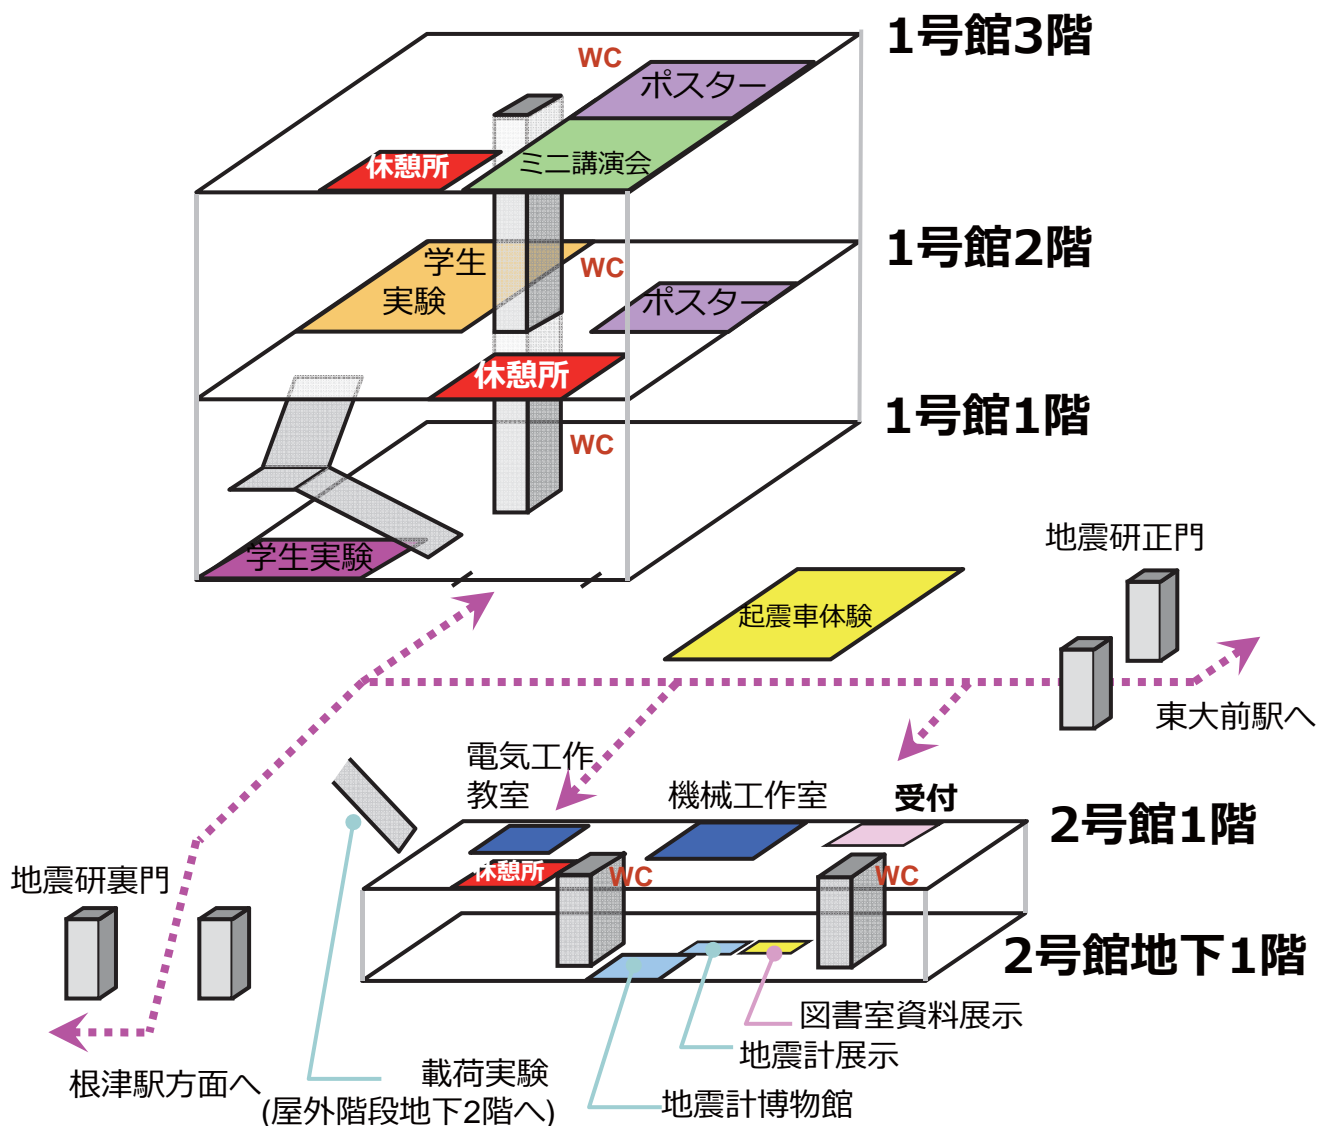 1号館3階
WC
ポスター
ミニ講演会
休憩所
1号館2階
学生
実験
WC
ポスター
休憩所
1号館1階
WC
学生実験
地震研正門
起震車体験
東大前駅へ
電気工作
教室
機械工作室
受付
2号館1階
休憩所
WC
WC
地震研裏門
2号館地下1階
図書室資料展示
地震計展示
地震計博物館
載荷実験
(屋外階段地下2階へ)
根津駅方面へ